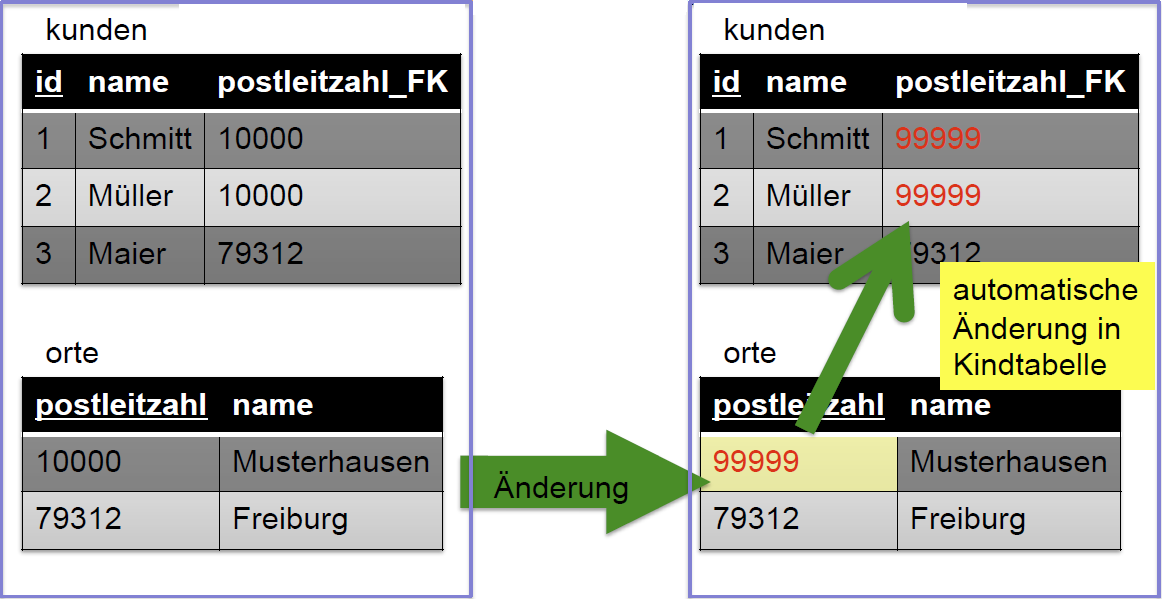 kunden
id name postleitzahl_FK
1 Schmitt 10000
2 Müller 10000
3 Maier 79312
orte
postleitzahl name
10000 Musterhausen
79312 Freiburg
Änderung
kunden
id name postleitzahl_FK
1 Schmitt 99999
2 Müller 99999
3 Maier 79312
automatische
Änderung in
Kindtabelle
orte
postleitzahl name
99999 Musterhausen
79312 Freiburg